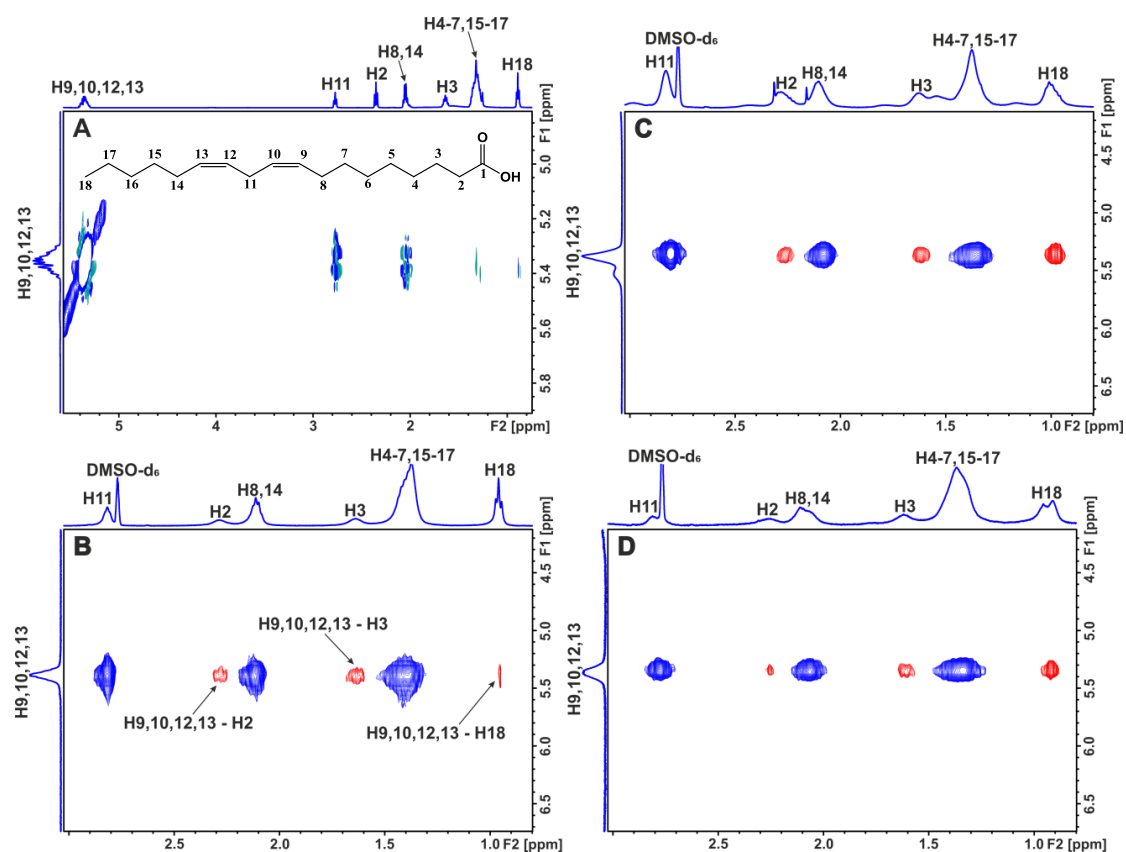 H4-7,15-17
H8,14
H9,10,12,13
H11
H2
H3
H18
A
O
OH
17
15
13
12
10
9
7
5
3
1
18
16
14
11
8
6
4
2
H9,10,12,13
F1 [ppm]
5.0
5.2
5.4
5.6
5.8
5
4
3
2
1
F2 [ppm]
DMSO-d6
H11
H2
H8,14
H3
H4-7,15-17
H18
C
H9,10,12,13
F1 [ppm]
4.5
5.0
5.5
6.0
6.5
2.5
2.0
1.5
1.0 F2 [ppm]
DMSO-d6
H11
H2
H8,14
H3
H4-7,15-17
H18
B
H9,10,12,13 - H3
H9,10,12,13 - H2
H9,10,12,13 - H18
H9,10,12,13
F1 [ppm]
4.5
5.0
5.5
6.0
6.5
2.0
1.5
1.0 F2 [ppm]
DMSO-d6
H11
H2
H8,14
H3
H4-7,15-17
H18
D
H9,10,12,13
F1 [ppm]
4.5
5.0
5.5
6.0
6.5
2.5
2.0
1.5
1.0 F2 [ppm]